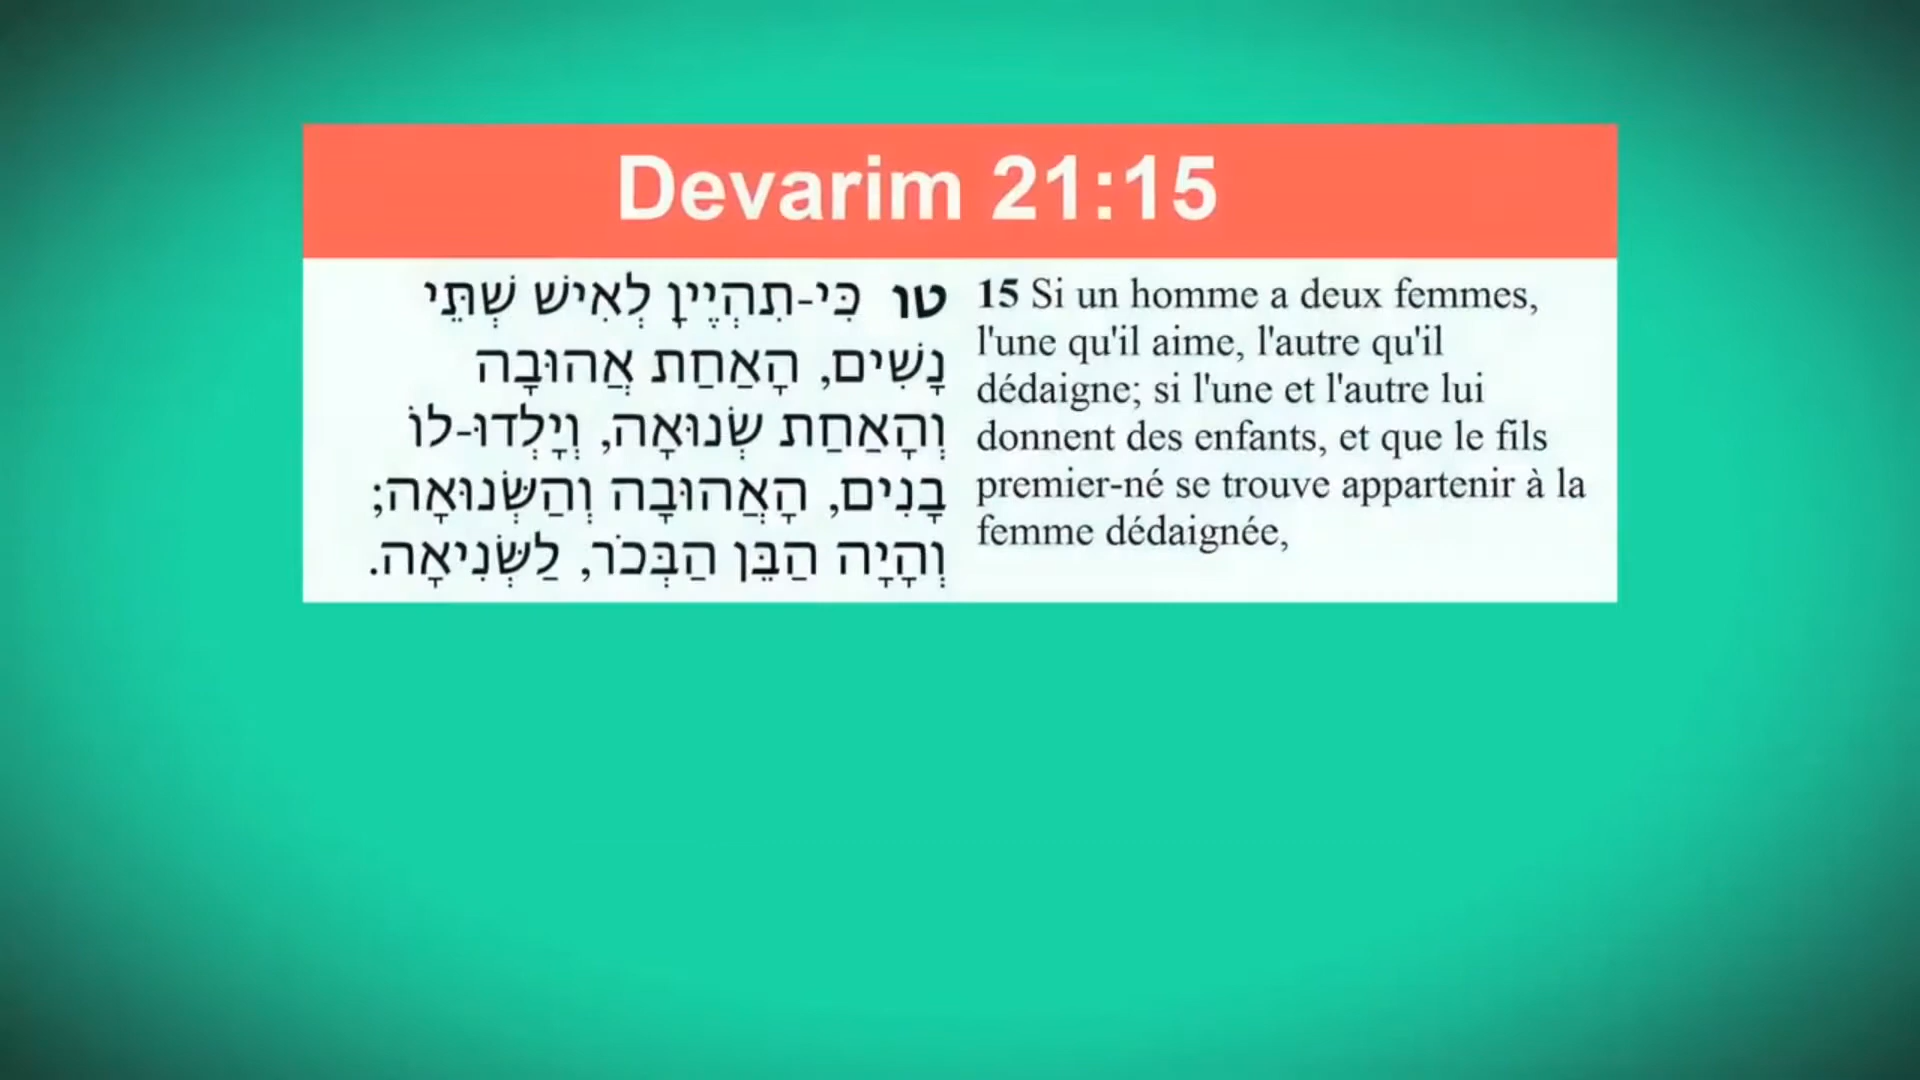 Devarim 21:15
טו כִּי-תִהְיֶיןָ לְאִישׁ שְׁתֵּי
נָשִׁים, הָאַחַת אֲהוּבָה
וְהָאַחַת שְׂנוּאָה, וְיָלְדוּ-לוֹ
בָנִים, הָאֲהוּבָה וְהַשְּׂנוּאָה;
וְהָיָה הַבֵּן הַבְּכֹר, לַשְּׂנִיאָה.
15 Si un homme a deux femmes,
l'une qu'il aime, l'autre qu'il
dédaigne; si l'une et l'autre lui
donnent des enfants, et que le fils
premier-né se trouve appartenir à la
femme dédaignée,